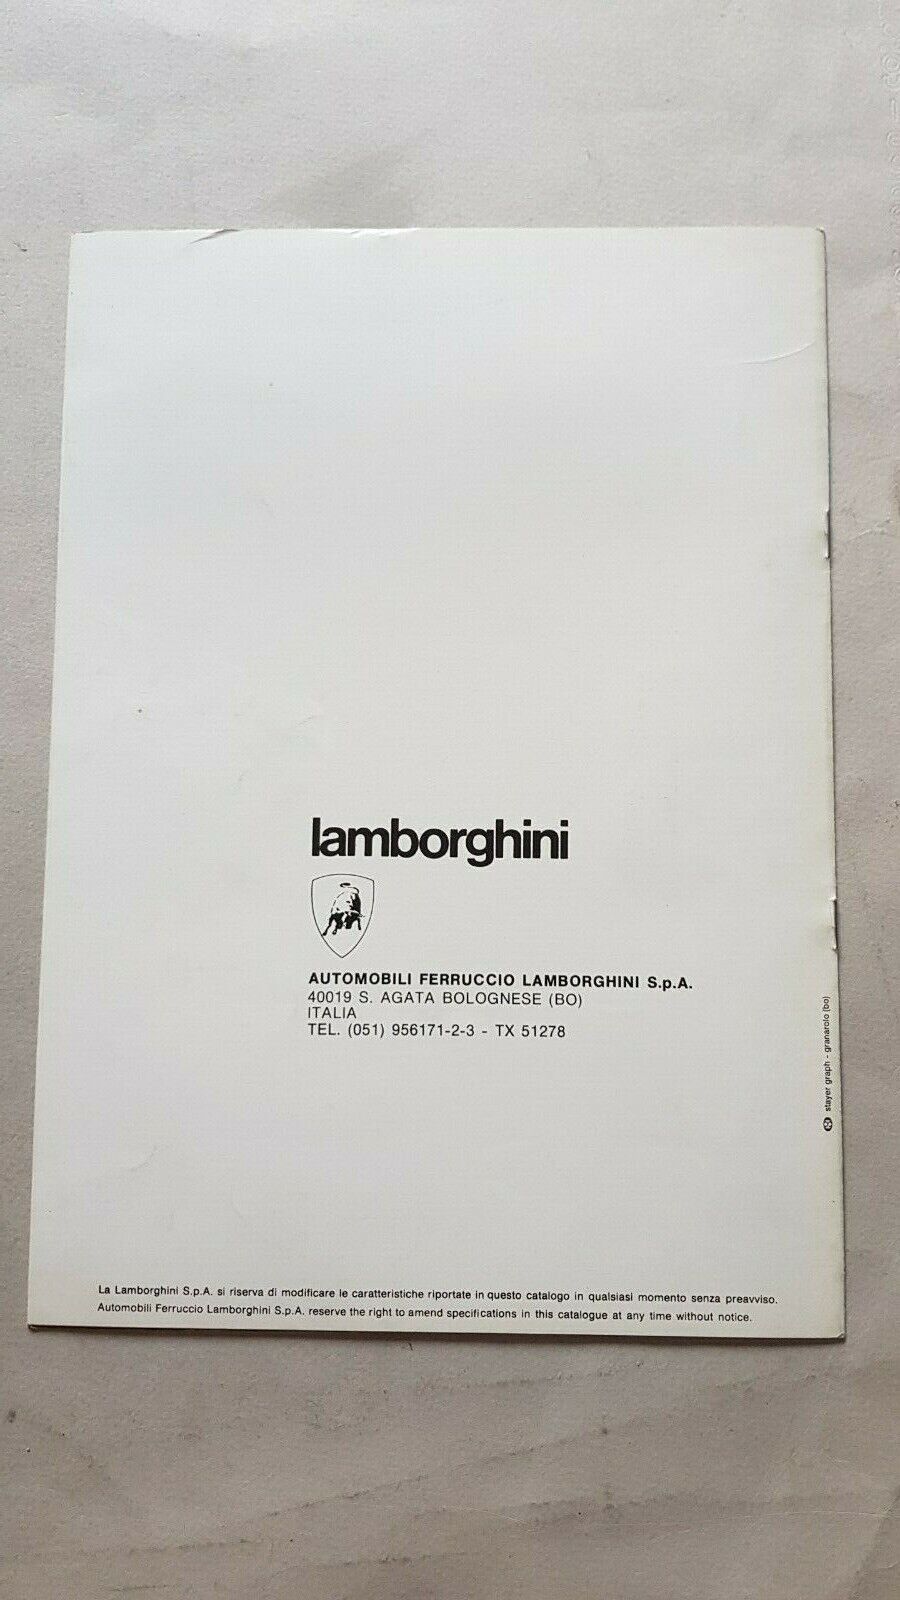 lamborghini
AUTOMOBILI FERRUCCIO LAMBORGHINI S.p.A.
40019 S. AGATA BOLOGNESE (BO)
ITALIA
TEL. (051) 956171-2-3 - TX 51278
stayer graph - granarolo (bo)
La Lamborghini S.p.A. si riserva di modificare le caratteristiche riportate in questo catalogo in qualsiasi momento senza preavviso.
Automobili Ferruccio Lamborghini S.p.A. reserve the right to amend specifications in this catalogue at any time without notice.